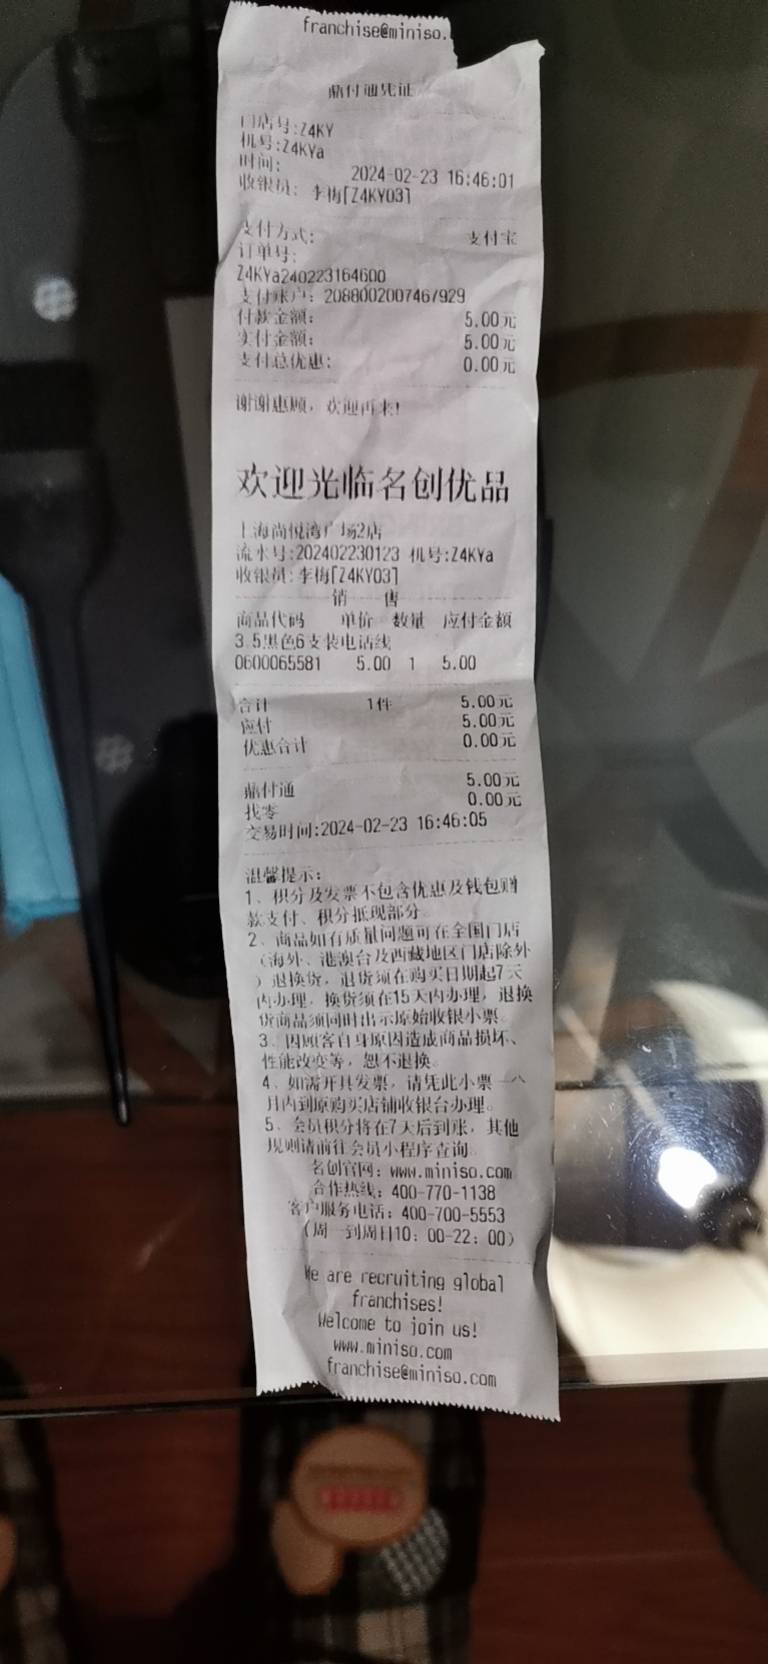 franchise@miniso.
鼎付通凭证
门店号:Z4KY
机号:Z4KYa
时间: 2024-02-23 16:46:01
收银员: 李梅[Z4KY03]
支付方式: 支付宝
订单号:
Z4KYa240223164600
支付账户: 2088002007467929
付款金额: 5.00元
实付金额: 5.00元
支付总优惠: 0.00元
谢谢惠顾，欢迎再来!
欢迎光临名创优品
上海尚悦湾广场2店
流水号:202402230123 机号:Z4KYa
收银员:李梅[Z4KY03]
销 售
商品代码 单价 数量 应付金额
3.5黑色6支装电话线
0600065581 5.00 1 5.00
合计 1件 5.00元
应付 5.00元
优惠合计 0.00元
鼎付通 5.00元
找零 0.00元
交易时间:2024-02-23 16:46:05
温馨提示:
1、积分及发票不包含优惠及钱包赠
款支付、积分抵现部分。
2、商品如有质量问题可在全国门店
（海外、港澳台及西藏地区门店除外
）退换货，退货须在购买日期起7天
内办理，换货须在15天内办理，退换
货商品须同时出示原始收银小票。
3、因顾客自身原因造成商品损坏、
性能改变等，恕不退换。
4、如需开具发票，请凭此小票一个
月内到原购买店铺收银台办理。
5、会员积分将在7天后到账，其他
规则请前往会员小程序查询。
名创官网: www.miniso.com
合作热线: 400-770-1138
客户服务电话: 400-700-5553
（周一到周日10: 00-22: 00）
We are recruiting global
franchises!
Welcome to join us!
www.miniso.com
franchise@miniso.com